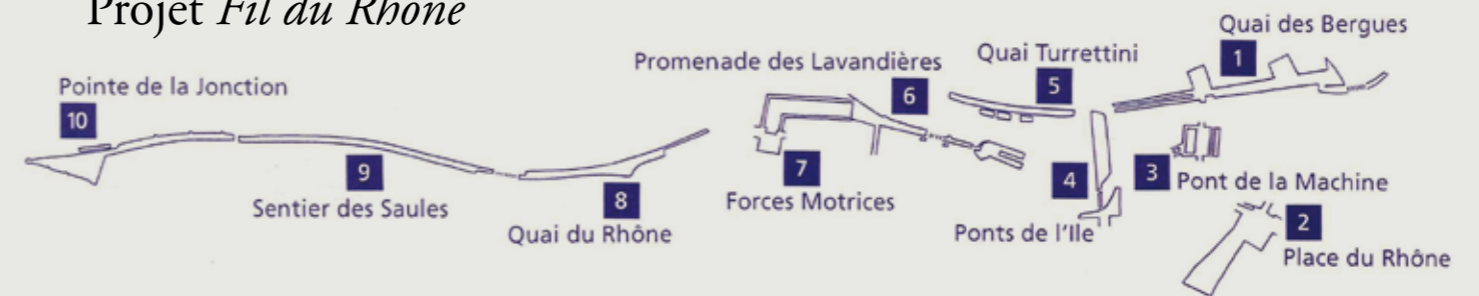 Projet Fil du Rhône
Quai des Bergues
1
Quai Turrettini
5
Promenade des Lavandières
6
Pointe de la Jonction
10
7
Forces Motrices
9
Sentier des Saules
8
Quai du Rhône
4
Ponts de l'Ile
3 Pont de la Machine
2
Place du Rhône